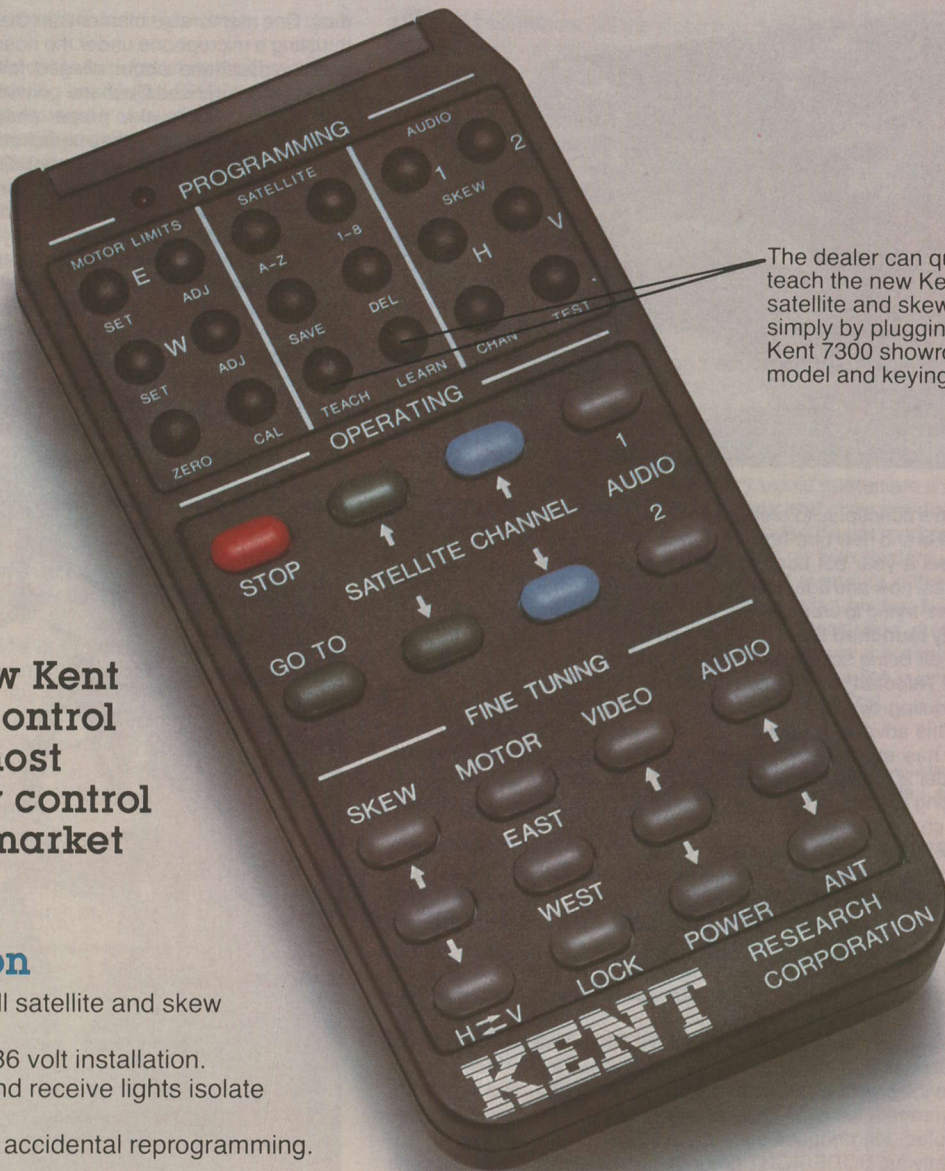 PROGRAMMING
MOTOR LIMITS
SATELLITE
AUDIO
1
2
E
SET
ADJ
A-Z
1-8
SKEW
H
V
W
SET
ADJ
SAVE
DEL
ZERO
CAL
TEACH
LEARN
CHAN
TEST
OPERATING
STOP
SATELLITE CHANNEL
1
AUDIO
2
GO TO
FINE TUNING
SKEW
MOTOR
VIDEO
AUDIO
EAST
WEST
H⇄V
LOCK
POWER
ANT
KENT
RESEARCH
CORPORATION
The dealer can qu
teach the new Ke
satellite and skew
simply by pluggin
Kent 7300 showro
model and keying
w Kent
ontrol
ost
control
market
on
ll satellite and skew
36 volt installation.
nd receive lights isolate
accidental reprogramming.